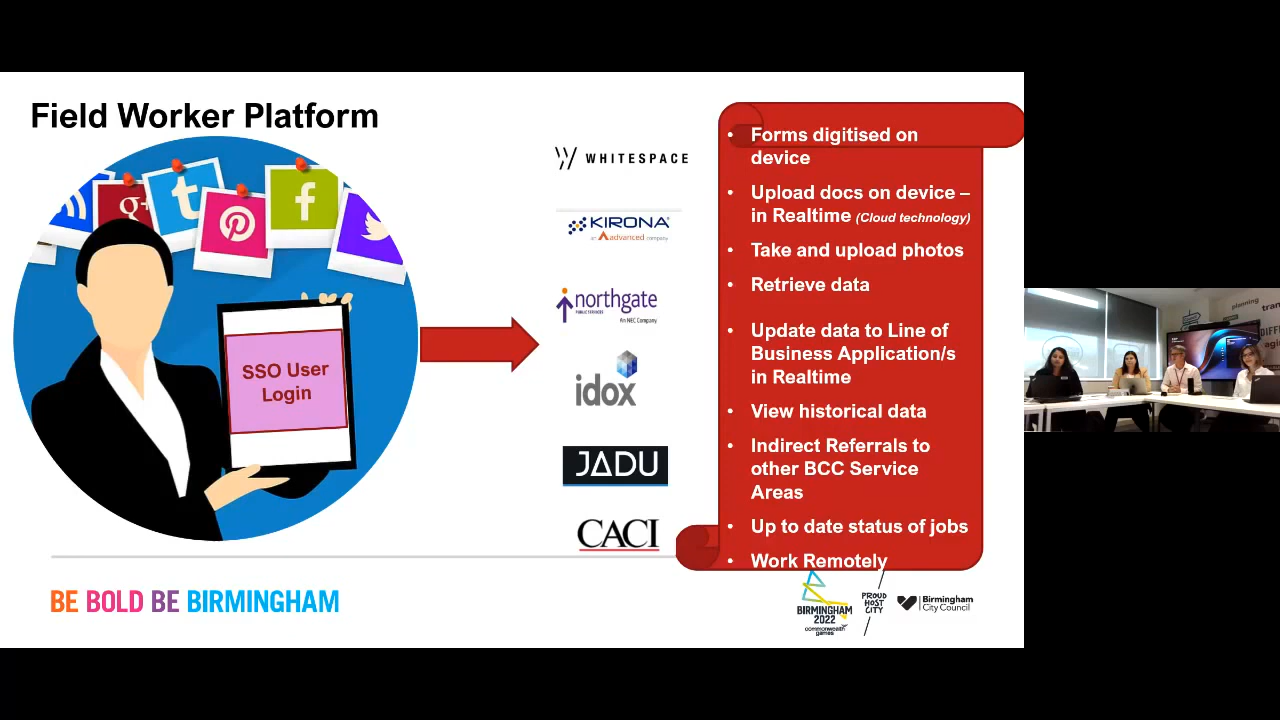 Field Worker Platform
g+
t
f
SSO User
Login
WHITESPACE
KIRONA
an advanced company
northgate
PUBLIC SERVICES
An NEC Company
idox
JADU
CACI
• Forms digitised on
device
• Upload docs on device –
in Realtime (Cloud technology)
• Take and upload photos
• Retrieve data
• Update data to Line of
Business Application/s
in Realtime
• View historical data
• Indirect Referrals to
other BCC Service
Areas
• Up to date status of jobs
• Work Remotely
BE BOLD BE BIRMINGHAM
BIRMINGHAM
2022
commonwealth
games
PROUD
HOST
CITY
Birmingham
City Council
planning